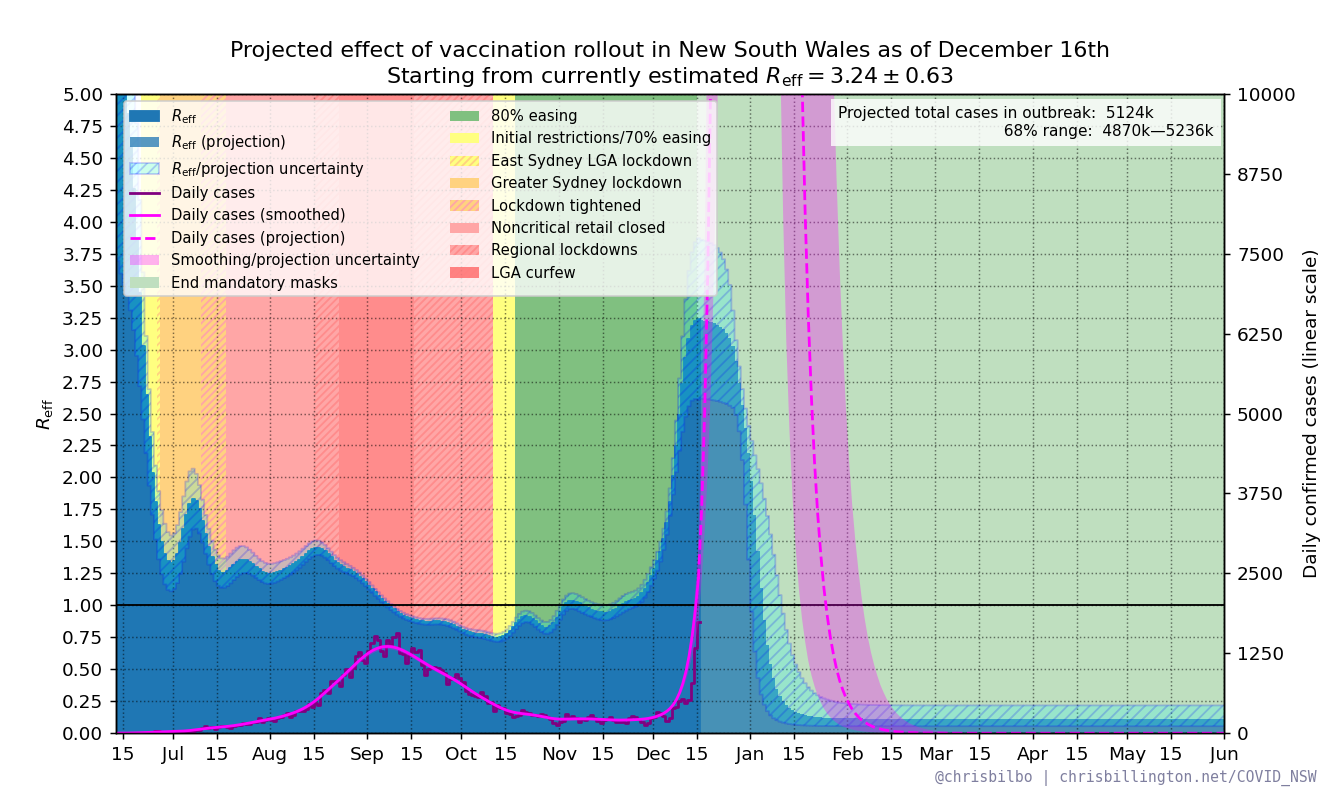 Projected effect of vaccination rollout in New South Wales as of December 16th
Starting from currently estimated Reff = 3.24 ± 0.63
Reff
Reff (projection)
Reff/projection uncertainty
Daily cases
Daily cases (smoothed)
Daily cases (projection)
Smoothing/projection uncertainty
End mandatory masks
80% easing
Initial restrictions/70% easing
East Sydney LGA lockdown
Greater Sydney lockdown
Lockdown tightened
Noncritical retail closed
Regional lockdowns
LGA curfew
Projected total cases in outbreak: 5124k
68% range: 4870k—5236k
5.00
4.75
4.50
4.25
4.00
3.75
3.50
3.25
3.00
2.75
2.50
2.25
2.00
1.75
1.50
1.25
1.00
0.75
0.50
0.25
0.00
Reff
10000
8750
7500
6250
5000
3750
2500
1250
0
Daily confirmed cases (linear scale)
15 Jul 15 Aug 15 Sep 15 Oct 15 Nov 15 Dec 15 Jan 15 Feb 15 Mar 15 Apr 15 May 15 Jun
@chrisbilbo | chrisbillington.net/COVID_NSW